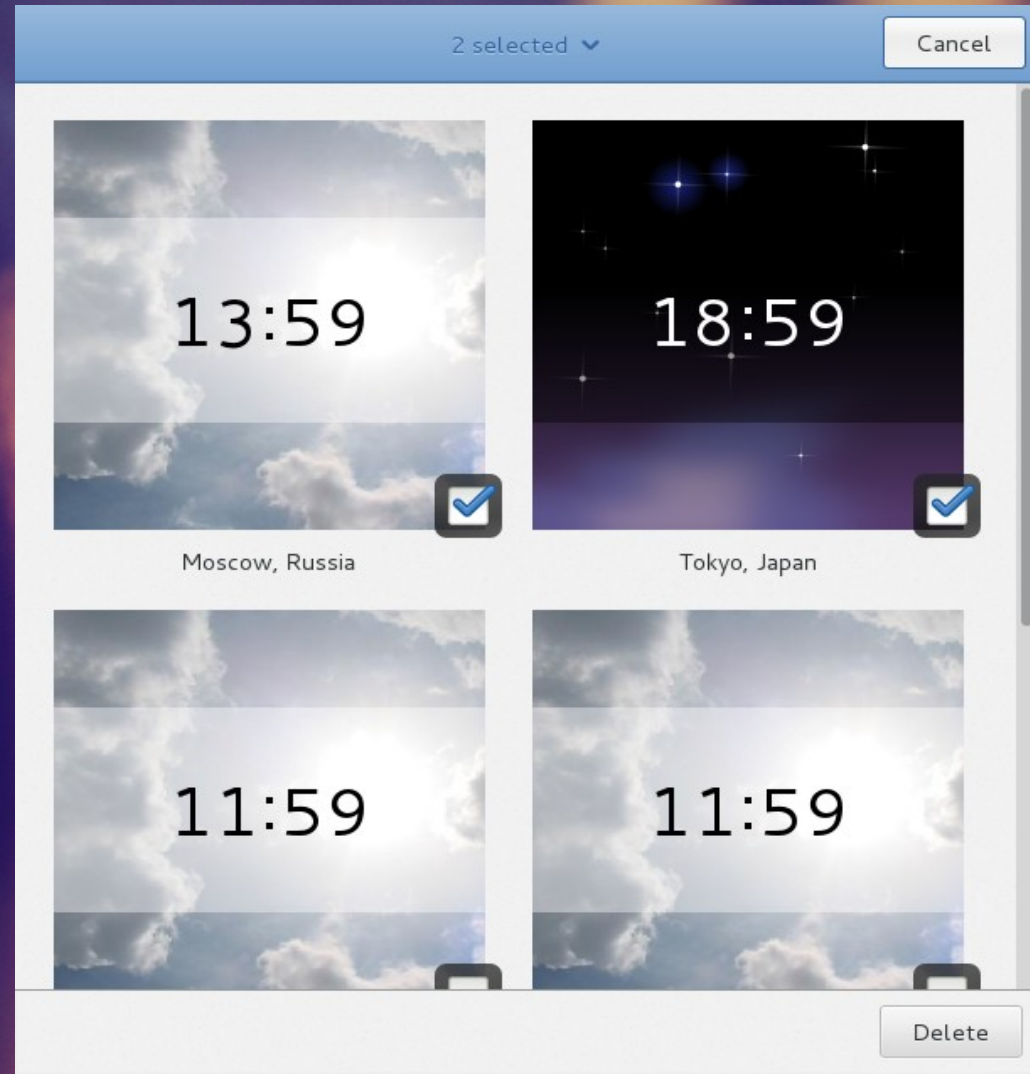 2 selected
Cancel
13:59
18:59
Moscow, Russia
Tokyo, Japan
11:59
11:59
Delete